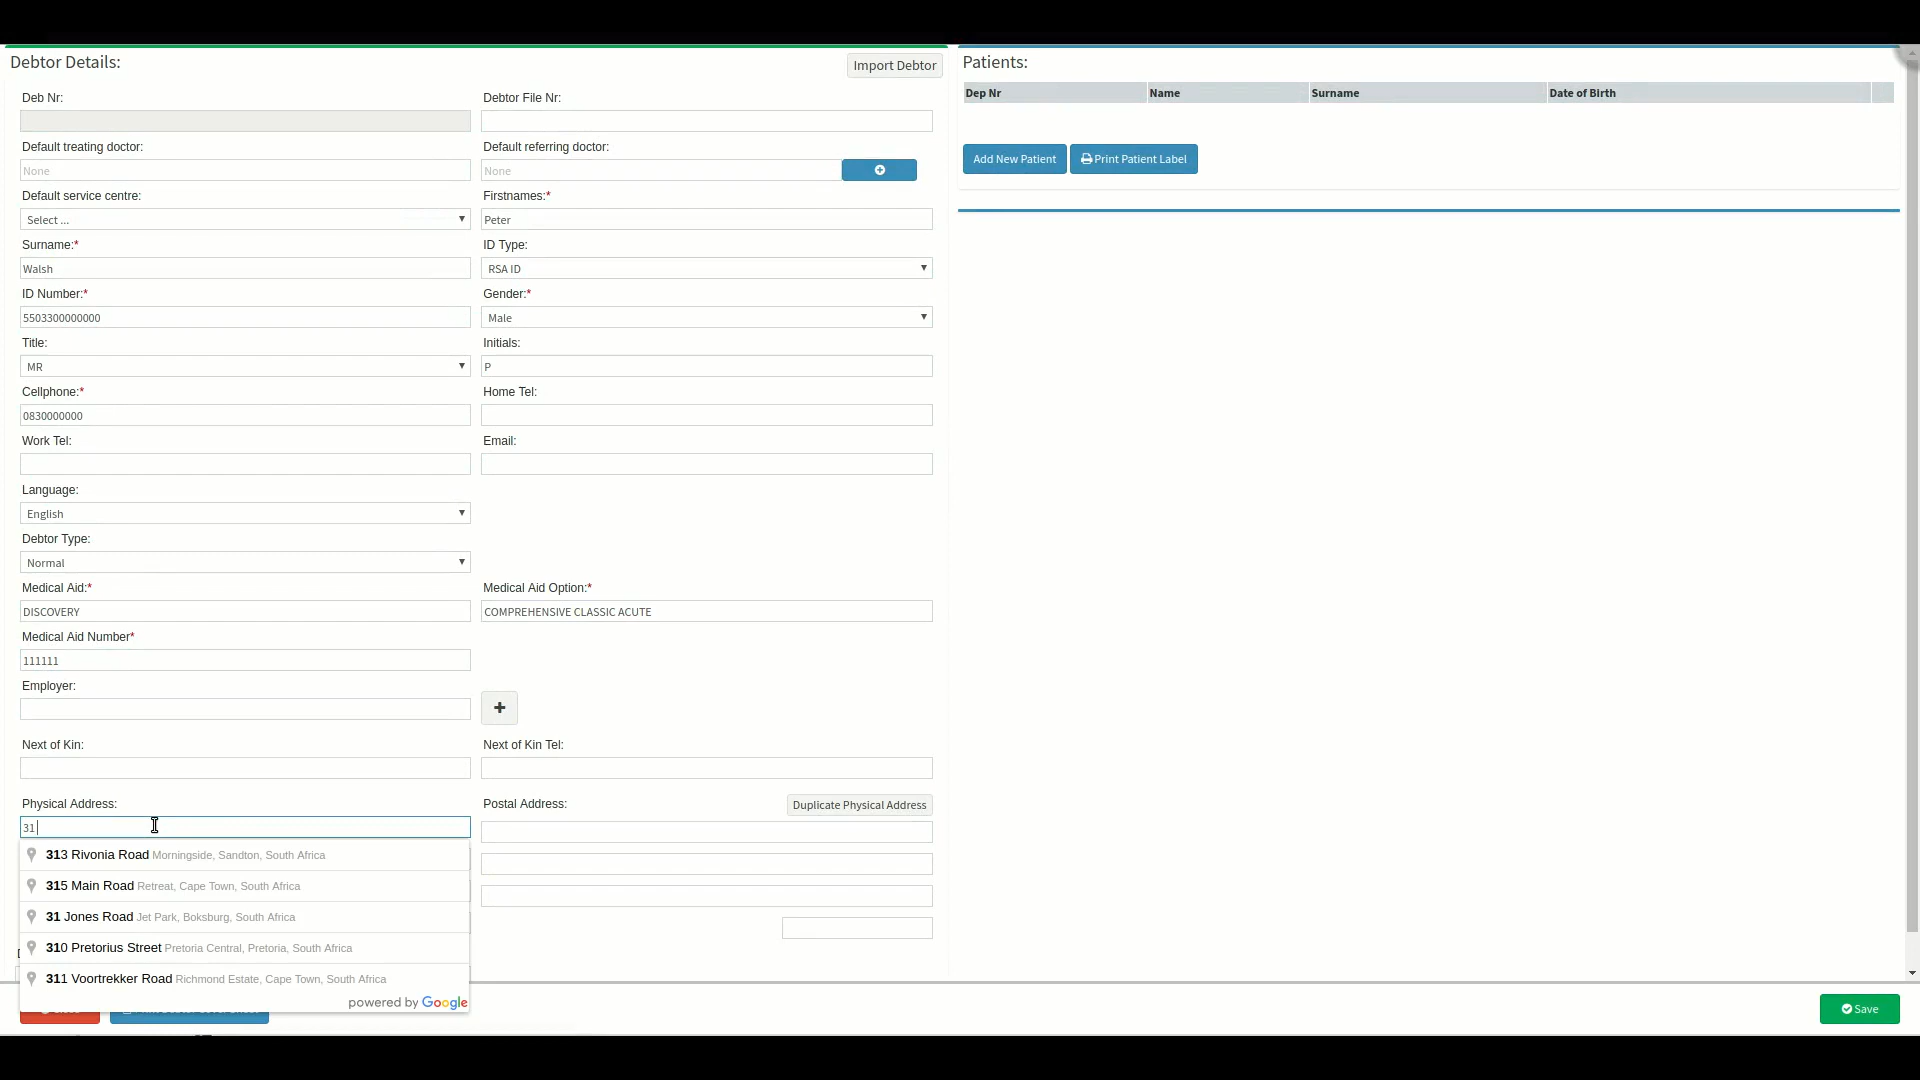 Debtor Details:
Import Debtor
Deb Nr:
Debtor File Nr:
Default treating doctor:
Default referring doctor:
None
None
Default service centre:
Firstnames:*
Select ...
Peter
Surname:*
ID Type:
Walsh
RSA ID
ID Number:*
Gender:*
5503300000000
Male
Title:
Initials:
MR
P
Cellphone:*
Home Tel:
0830000000
Work Tel:
Email:
Language:
English
Debtor Type:
Normal
Medical Aid:*
Medical Aid Option:*
DISCOVERY
COMPREHENSIVE CLASSIC ACUTE
Medical Aid Number*
111111
Employer:
Next of Kin:
Next of Kin Tel:
Physical Address:
Postal Address:
Duplicate Physical Address
31
313 Rivonia Road Morningside, Sandton, South Africa
315 Main Road Retreat, Cape Town, South Africa
31 Jones Road Jet Park, Boksburg, South Africa
310 Pretorius Street Pretoria Central, Pretoria, South Africa
311 Voortrekker Road Richmond Estate, Cape Town, South Africa
powered by Google
Patients:
Dep Nr Name Surname Date of Birth
Add New Patient
Print Patient Label
Save